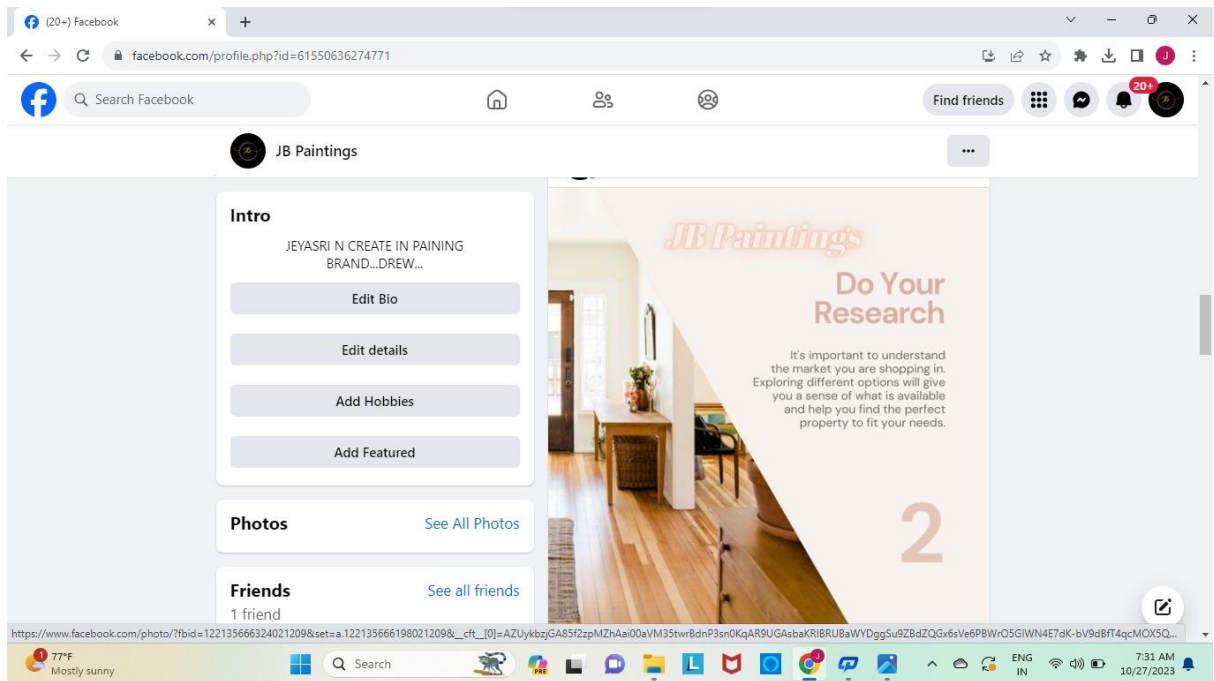 (20+) Facebook
facebook.com/profile.php?id=61550636274771
J
Search Facebook
Find friends
20+
JB Paintings
Intro
JEYASRI N CREATE IN PAINING
BRAND...DREW...
Edit Bio
Edit details
Add Hobbies
Add Featured
Photos
See All Photos
Friends
See all friends
1 friend
JB Paintings
Do Your
Research
It's important to understand
the market you are shopping in.
Exploring different options will give
you a sense of what is available
and help you find the perfect
property to fit your needs.
2
1
77°F
Mostly sunny
Search
PRE
L
J
ENG
IN
7:31 AM
10/27/2023